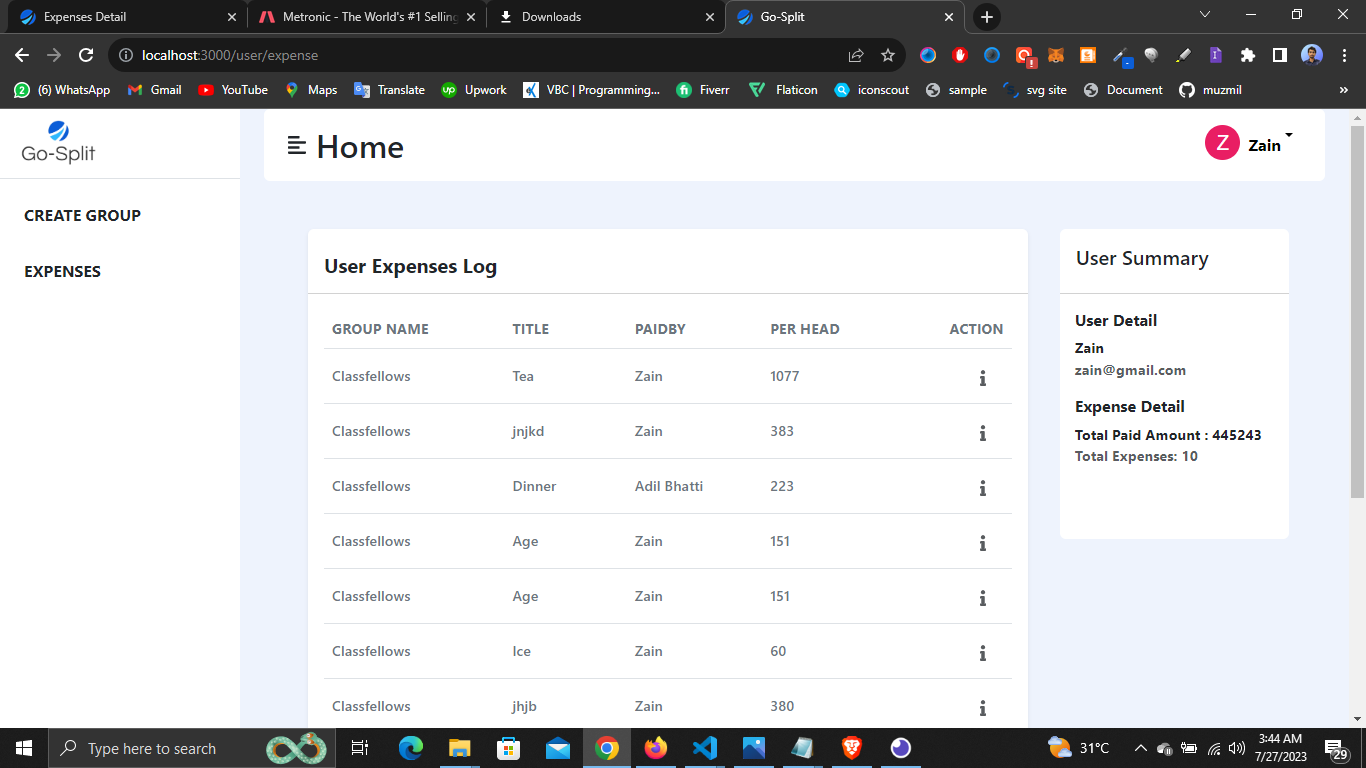 Expenses Detail
Metronic - The World's #1 Selling
Downloads
Go-Split
localhost:3000/user/expense
(6) WhatsApp
Gmail
YouTube
Maps
Translate
Upwork
VBC | Programming...
Fiverr
Flaticon
iconscout
sample
svg site
Document
muzmil
Go-Split
Home
Z
Zain
CREATE GROUP
EXPENSES
User Expenses Log
GROUP NAME TITLE PAIDBY PER HEAD ACTION
Classfellows Tea Zain 1077
Classfellows jnjkd Zain 383
Classfellows Dinner Adil Bhatti 223
Classfellows Age Zain 151
Classfellows Age Zain 151
Classfellows Ice Zain 60
Classfellows jhjb Zain 380
User Summary
User Detail
Zain
zain@gmail.com
Expense Detail
Total Paid Amount : 445243
Total Expenses: 10
Type here to search
31°C
3:44 AM
7/27/2023
29